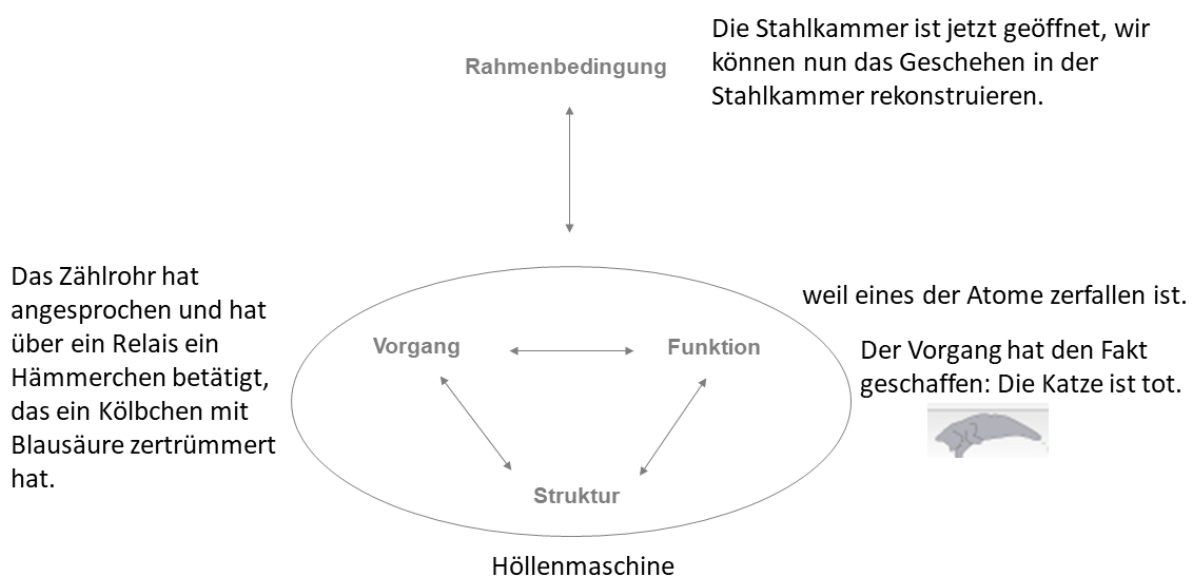 Rahmenbedingung
Die Stahlkammer ist jetzt geöffnet, wir
können nun das Geschehen in der
Stahlkammer rekonstruieren.
Das Zählrohr hat
angesprochen und hat
über ein Relais ein
Hämmerchen betätigt,
das ein Kölbchen mit
Blausäure zertrümmert
hat.
Vorgang
Funktion
Struktur
weil eines der Atome zerfallen ist.
Der Vorgang hat den Fakt
geschaffen: Die Katze ist tot.
Höllenmaschine